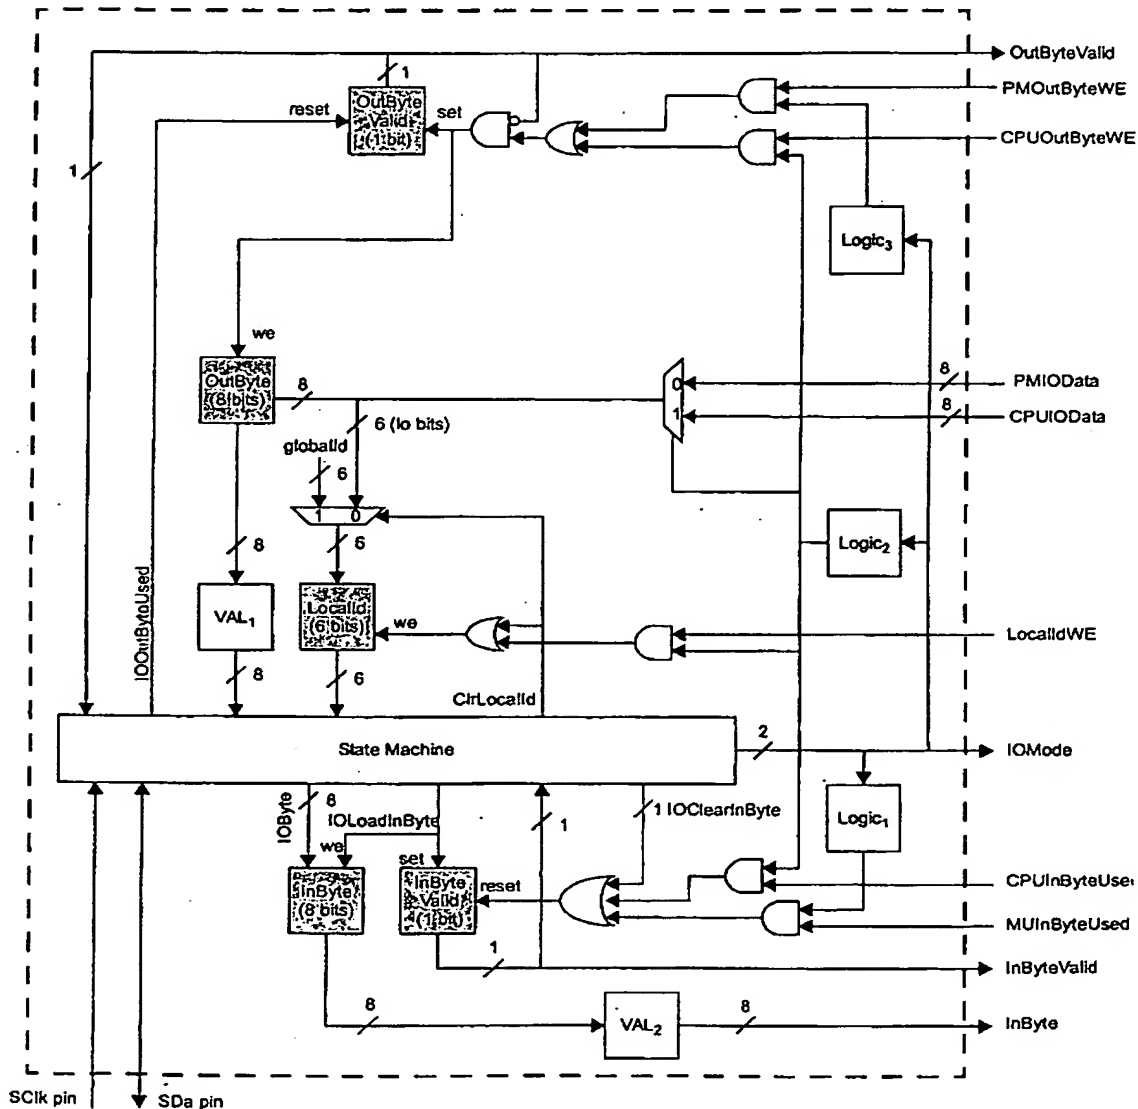 OutByteValid
1
OutByte
Valid
(1 bit)
reset
set
PMOutByteWE
CPUOutByteWE
1
Logic3
we
OutByte
(8 bits)
8
6 (lo bits)
globalId
6
0
1
8
PMIOData
8
CPUIOData
1 0
6
8
Logic2
IOOutByteUsed
VAL1
LocalId
(6 bits)
we
LocalIdWE
8
6
ClrLocalId
State Machine
2
IOMode
IOByte
8
IOLoadInByte
1
1 IOClearInByte
Logic1
we
set
InByte
(8 bits)
InByte
Valid
(1 bit)
reset
CPUInByteUse
MUInByteUsed
1
InByteValid
8
VAL2
8
InByte
SClk pin
SDa pin